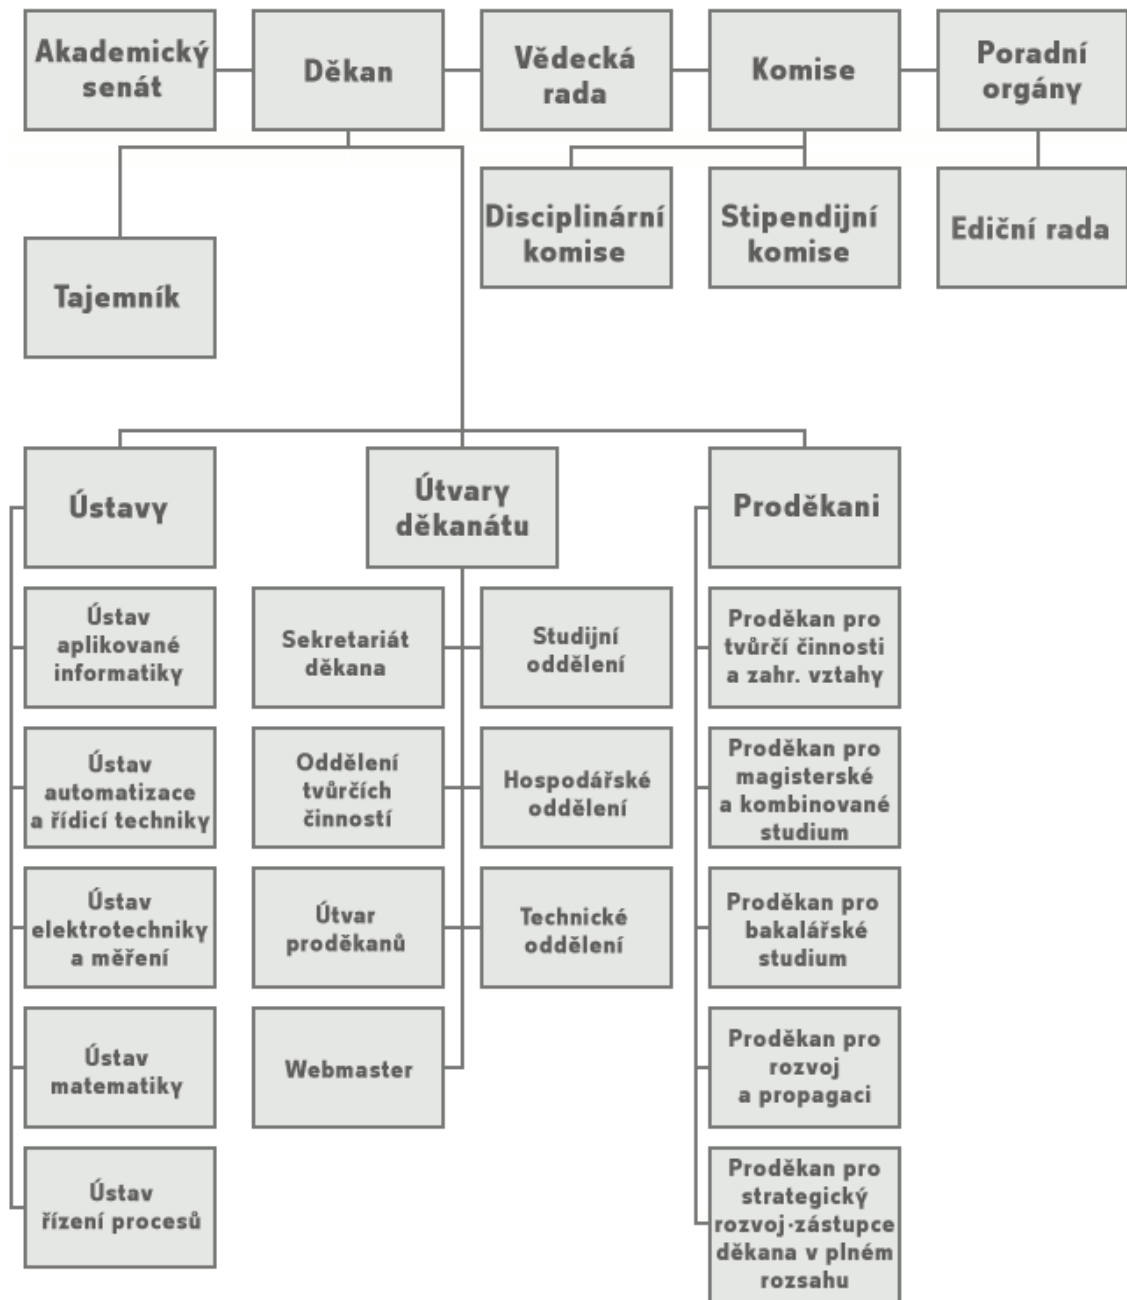 Akademický
senát
Děkan
Vědecká
rada
Komise
Poradní
orgány
Disciplinární
komise
Stipendijní
komise
Ediční rada
Tajemník
Ústavy
Útvary
děkanátu
Proděkani
Ústav
aplikované
informatiky
Sekretariát
děkana
Studijní
oddělení
Proděkan pro
tvůrčí činnosti
a zahr. vztahy
Ústav
automatizace
a řídicí techniky
Oddělení
tvůrčích
činností
Hospodářské
oddělení
Proděkan pro
magisterské
a kombinované
studium
Ústav
elektrotechniky
a měření
Útvar
proděkanů
Technické
oddělení
Proděkan pro
bakalářské
studium
Ústav
matematiky
Webmaster
Proděkan pro
rozvoj
a propagaci
Ústav
řízení procesů
Proděkan pro
strategický
rozvoj·zástupce
děkana v plném
rozsahu